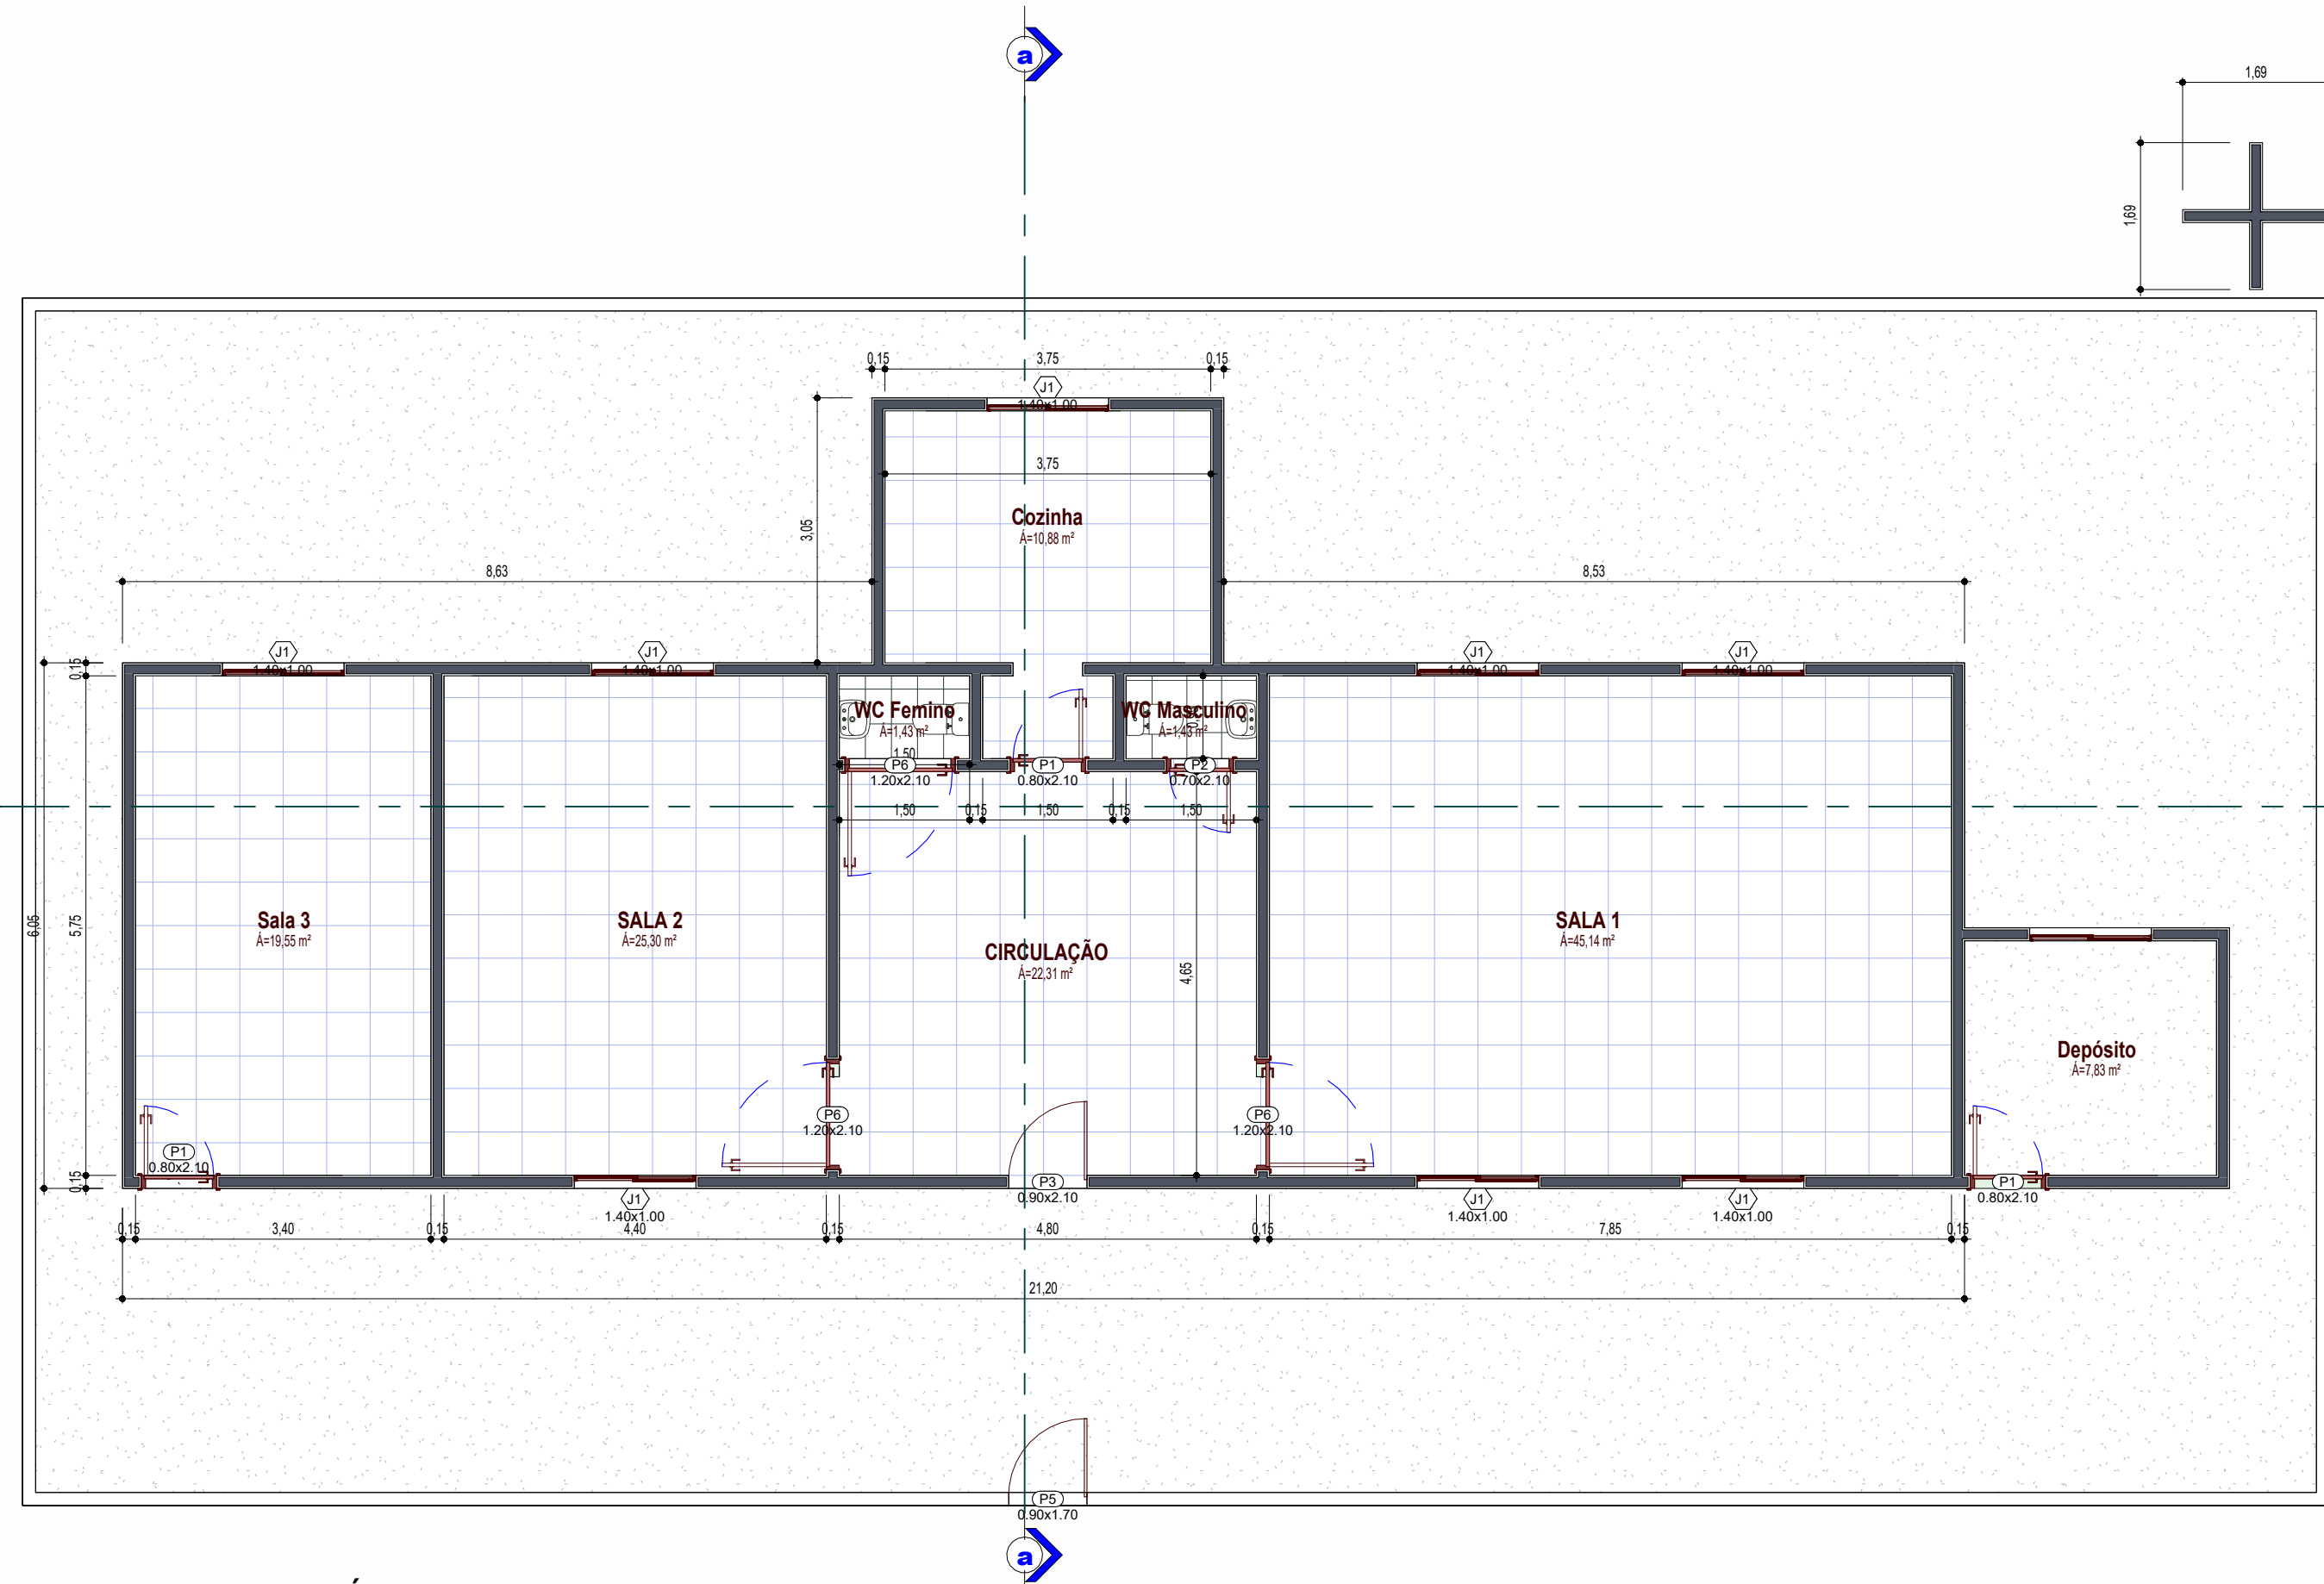 a
1,69
1,69
0,15
3,75
0,15
J1
1.40x1.00
3,75
3,05
Cozinha
Á=10,88 m²
8,63
8,53
J1
1.40x1.00
J1
1.40x1.00
J1
1.40x1.00
J1
1.40x1.00
0,15
WC Femino
Á=1,43 m²
WC Masculino
Á=1,43 m²
1,50
P6
1.20x2.10
P1
0.80x2.10
P2
0.70x2.10
1,50
0,15
1,50
0,15
1,50
6,05
5,75
Sala 3
Á=19,55 m²
SALA 2
Á=25,30 m²
CIRCULAÇÃO
Á=22,31 m²
4,65
SALA 1
Á=45,14 m²
Depósito
Á=7,83 m²
P6
1.20x2.10
P6
1.20x2.10
P1
0.80x2.10
0,15
P3
0.90x2.10
P1
0.80x2.10
J1
1.40x1.00
J1
1.40x1.00
J1
1.40x1.00
0,15
3,40
0,15
4,40
0,15
4,80
0,15
7,85
0,15
21,20
P5
0.90x1.70
a